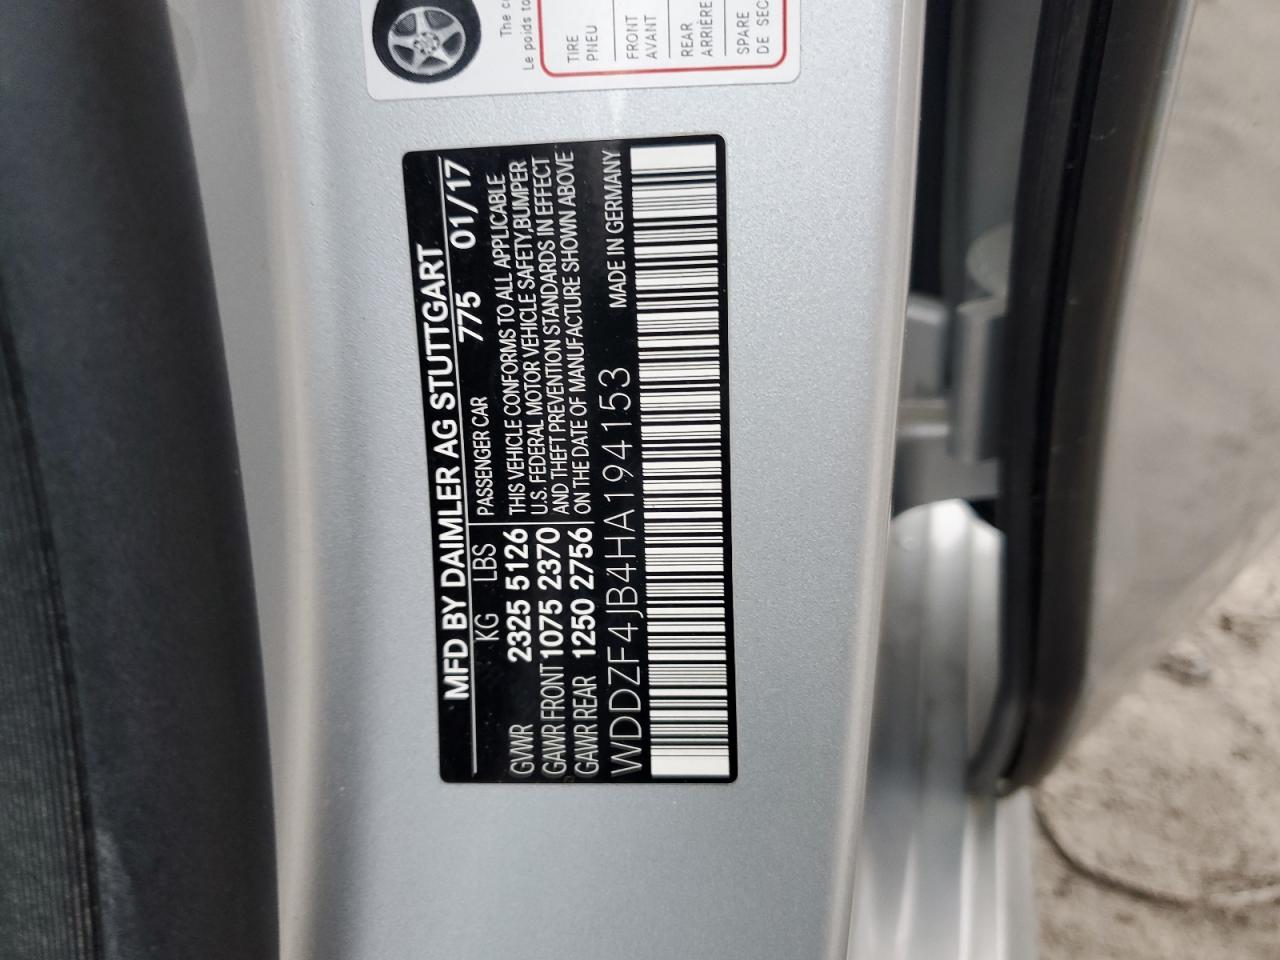 MFD BY DAIMLER AG STUTTGART
KG LBS PASSENGER CAR 775 01/17
GVWR 2325 5126
GAWR FRONT 1075 2370
GAWR REAR 1250 2756
THIS VEHICLE CONFORMS TO ALL APPLICABLE
U.S. FEDERAL MOTOR VEHICLE SAFETY,BUMPER
AND THEFT PREVENTION STANDARDS IN EFFECT
ON THE DATE OF MANUFACTURE SHOWN ABOVE
WDDZF4JB4HA194153 MADE IN GERMANY
Le poids
TIRE
PNEU
FRONT
AVANT
REAR
ARRIÈRE
SPARE
DE